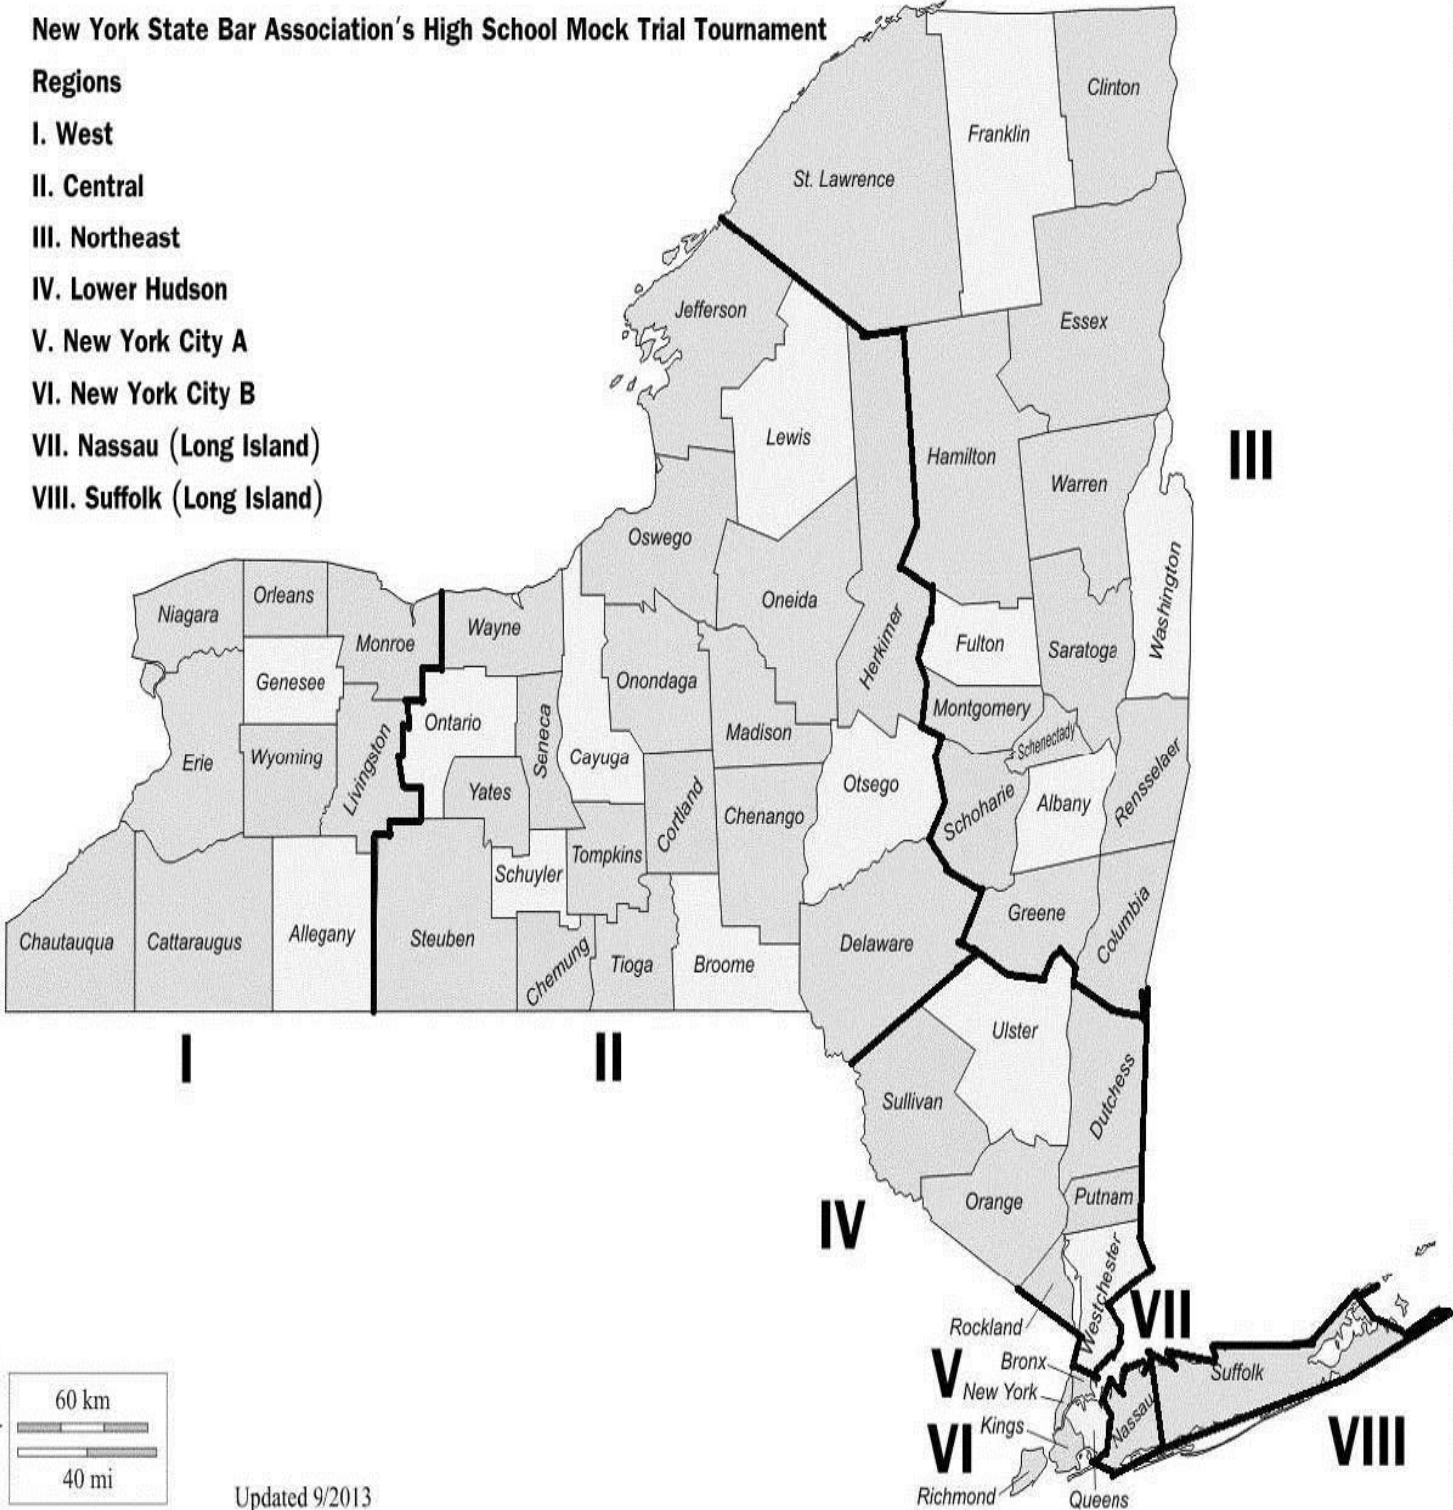 New York State Bar Association's High School Mock Trial Tournament
Regions
I. West
II. Central
III. Northeast
IV. Lower Hudson
V. New York City A
VI. New York City B
VII. Nassau (Long Island)
VIII. Suffolk (Long Island)
Clinton
Franklin
St. Lawrence
Jefferson
Essex
Lewis
Hamilton
III
Warren
Oswego
Washington
Orleans
Niagara
Oneida
Wayne
Monroe
Herkimer
Fulton
Saratoga
Genesee
Onondaga
Montgomery
Ontario
Madison
Schenectady
Seneca
Erie
Wyoming
Livingston
Cayuga
Otsego
Rensselaer
Yates
Cortland
Chenango
Schoharie
Albany
Schuyler
Tompkins
Greene
Columbia
Chautauqua
Cattaraugus
Allegany
Steuben
Chemung
Tioga
Broome
Delaware
I
II
Ulster
Sullivan
Dutchess
IV
Orange
Putnam
Westchester
VII
Rockland
V
Bronx
New York
Suffolk
Nassau
VI
Kings
VIII
Richmond
Queens
60 km
40 mi
Updated 9/2013